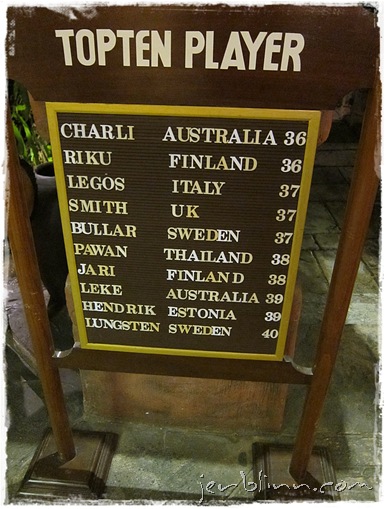 TOPTEN PLAYER
CHARLI AUSTRALIA 36
RIKU FINLAND 36
LEGOS ITALY 37
SMITH UK 37
BULLAR SWEDEN 37
PAWAN THAILAND 38
JARI FINLAND 38
LEKE AUSTRALIA 39
HENDRIK ESTONIA 39
LUNGSTEN SWEDEN 40
jenblinn.com